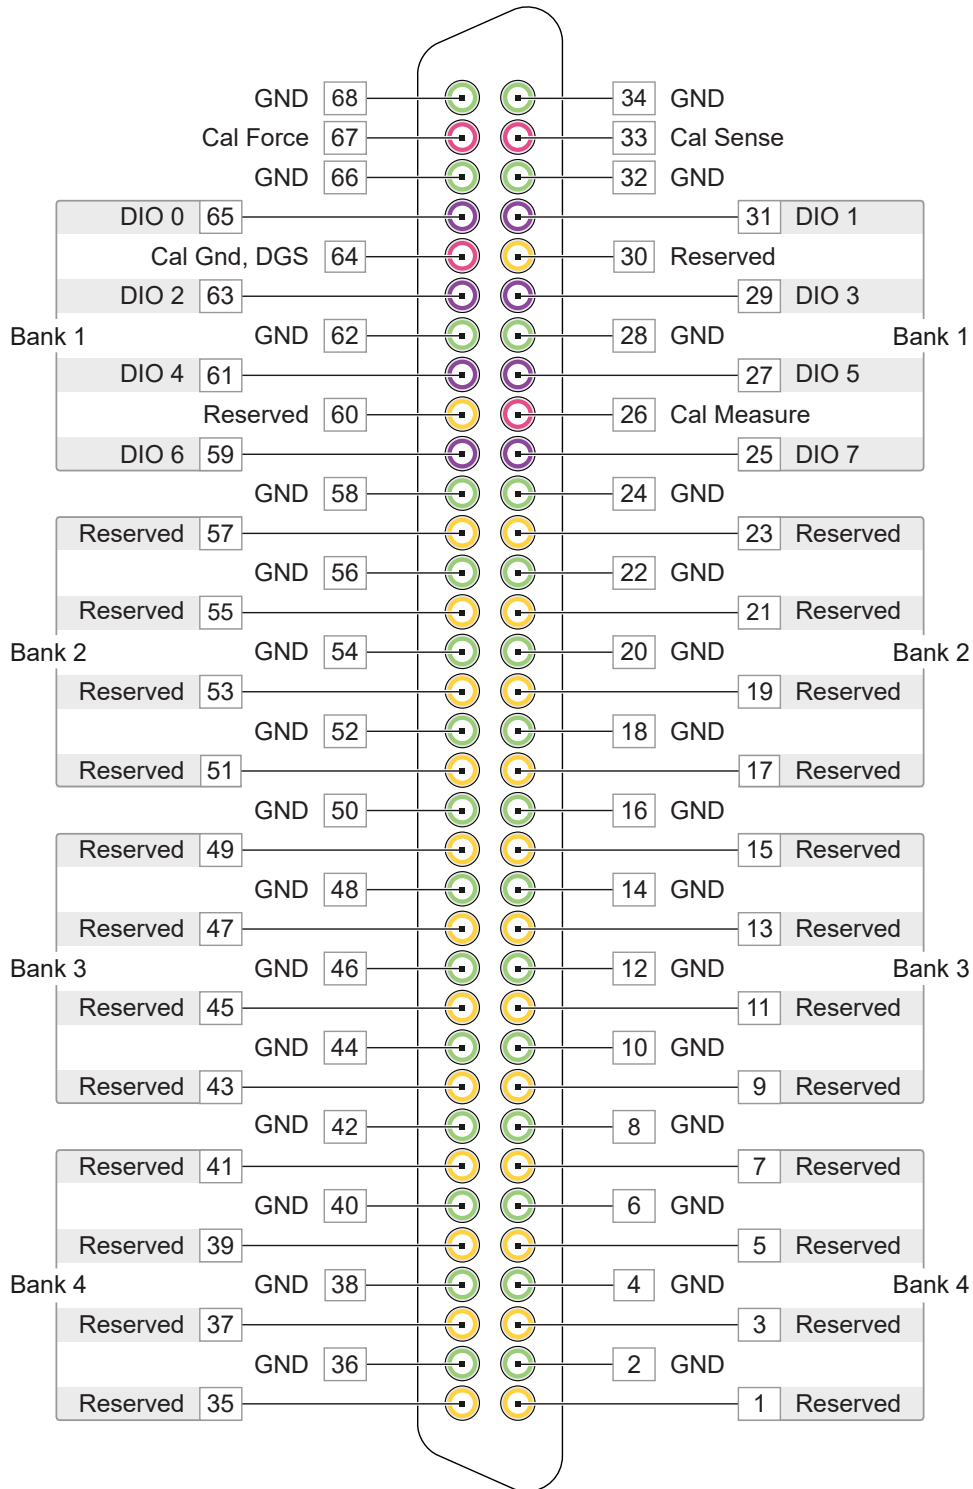 GND 68 34 GND
Cal Force 67 33 Cal Sense
GND 66 32 GND
DIO 0 65 31 DIO 1
Cal Gnd, DGS 64 30 Reserved
DIO 2 63 29 DIO 3
Bank 1 GND 62 28 GND Bank 1
DIO 4 61 27 DIO 5
Reserved 60 26 Cal Measure
DIO 6 59 25 DIO 7
GND 58 24 GND
Reserved 57 23 Reserved
GND 56 22 GND
Reserved 55 21 Reserved
Bank 2 GND 54 20 GND Bank 2
Reserved 53 19 Reserved
GND 52 18 GND
Reserved 51 17 Reserved
GND 50 16 GND
Reserved 49 15 Reserved
GND 48 14 GND
Reserved 47 13 Reserved
Bank 3 GND 46 12 GND Bank 3
Reserved 45 11 Reserved
GND 44 10 GND
Reserved 43 9 Reserved
GND 42 8 GND
Reserved 41 7 Reserved
GND 40 6 GND
Reserved 39 5 Reserved
Bank 4 GND 38 4 GND Bank 4
Reserved 37 3 Reserved
GND 36 2 GND
Reserved 35 1 Reserved